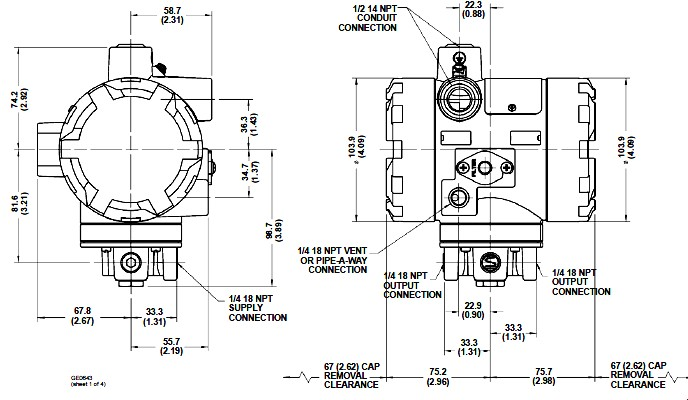 58.7
(2.31)
22.3
(0.88)
1/2 14 NPT
CONDUIT
CONNECTION
74.2
(2.92)
36.3
(1.43)
34.7
(1.37)
81.6
(3.21)
98.7
(3.89)
103.9
(4.09)
103.9
(4.09)
FILTER
1/4 18 NPT VENT
OR PIPE-A-WAY
CONNECTION
1/4 18 NPT
SUPPLY
CONNECTION
1/4 18 NPT
OUTPUT
CONNECTION
1/4 18 NPT
OUTPUT
CONNECTION
67.8
(2.67)
33.3
(1.31)
55.7
(2.19)
22.9
(0.90)
33.3
(1.31)
33.3
(1.31)
67 (2.62) CAP
REMOVAL
CLEARANCE
75.2
(2.96)
75.7
(2.98)
67 (2.62) CAP
REMOVAL
CLEARANCE
GE0643
(sheet 1 of 4)